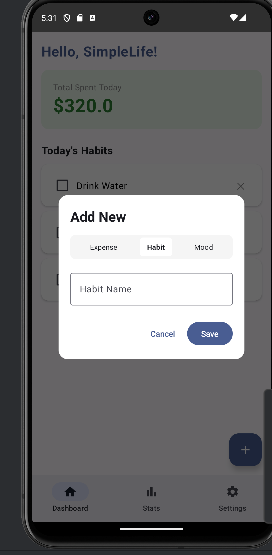 5:31
Hello, SimpleLife!
Total Spent Today
$320.0
Today's Habits
Drink Water
Add New
Expense Habit Mood
Habit Name
Cancel Save
Dashboard Stats Settings